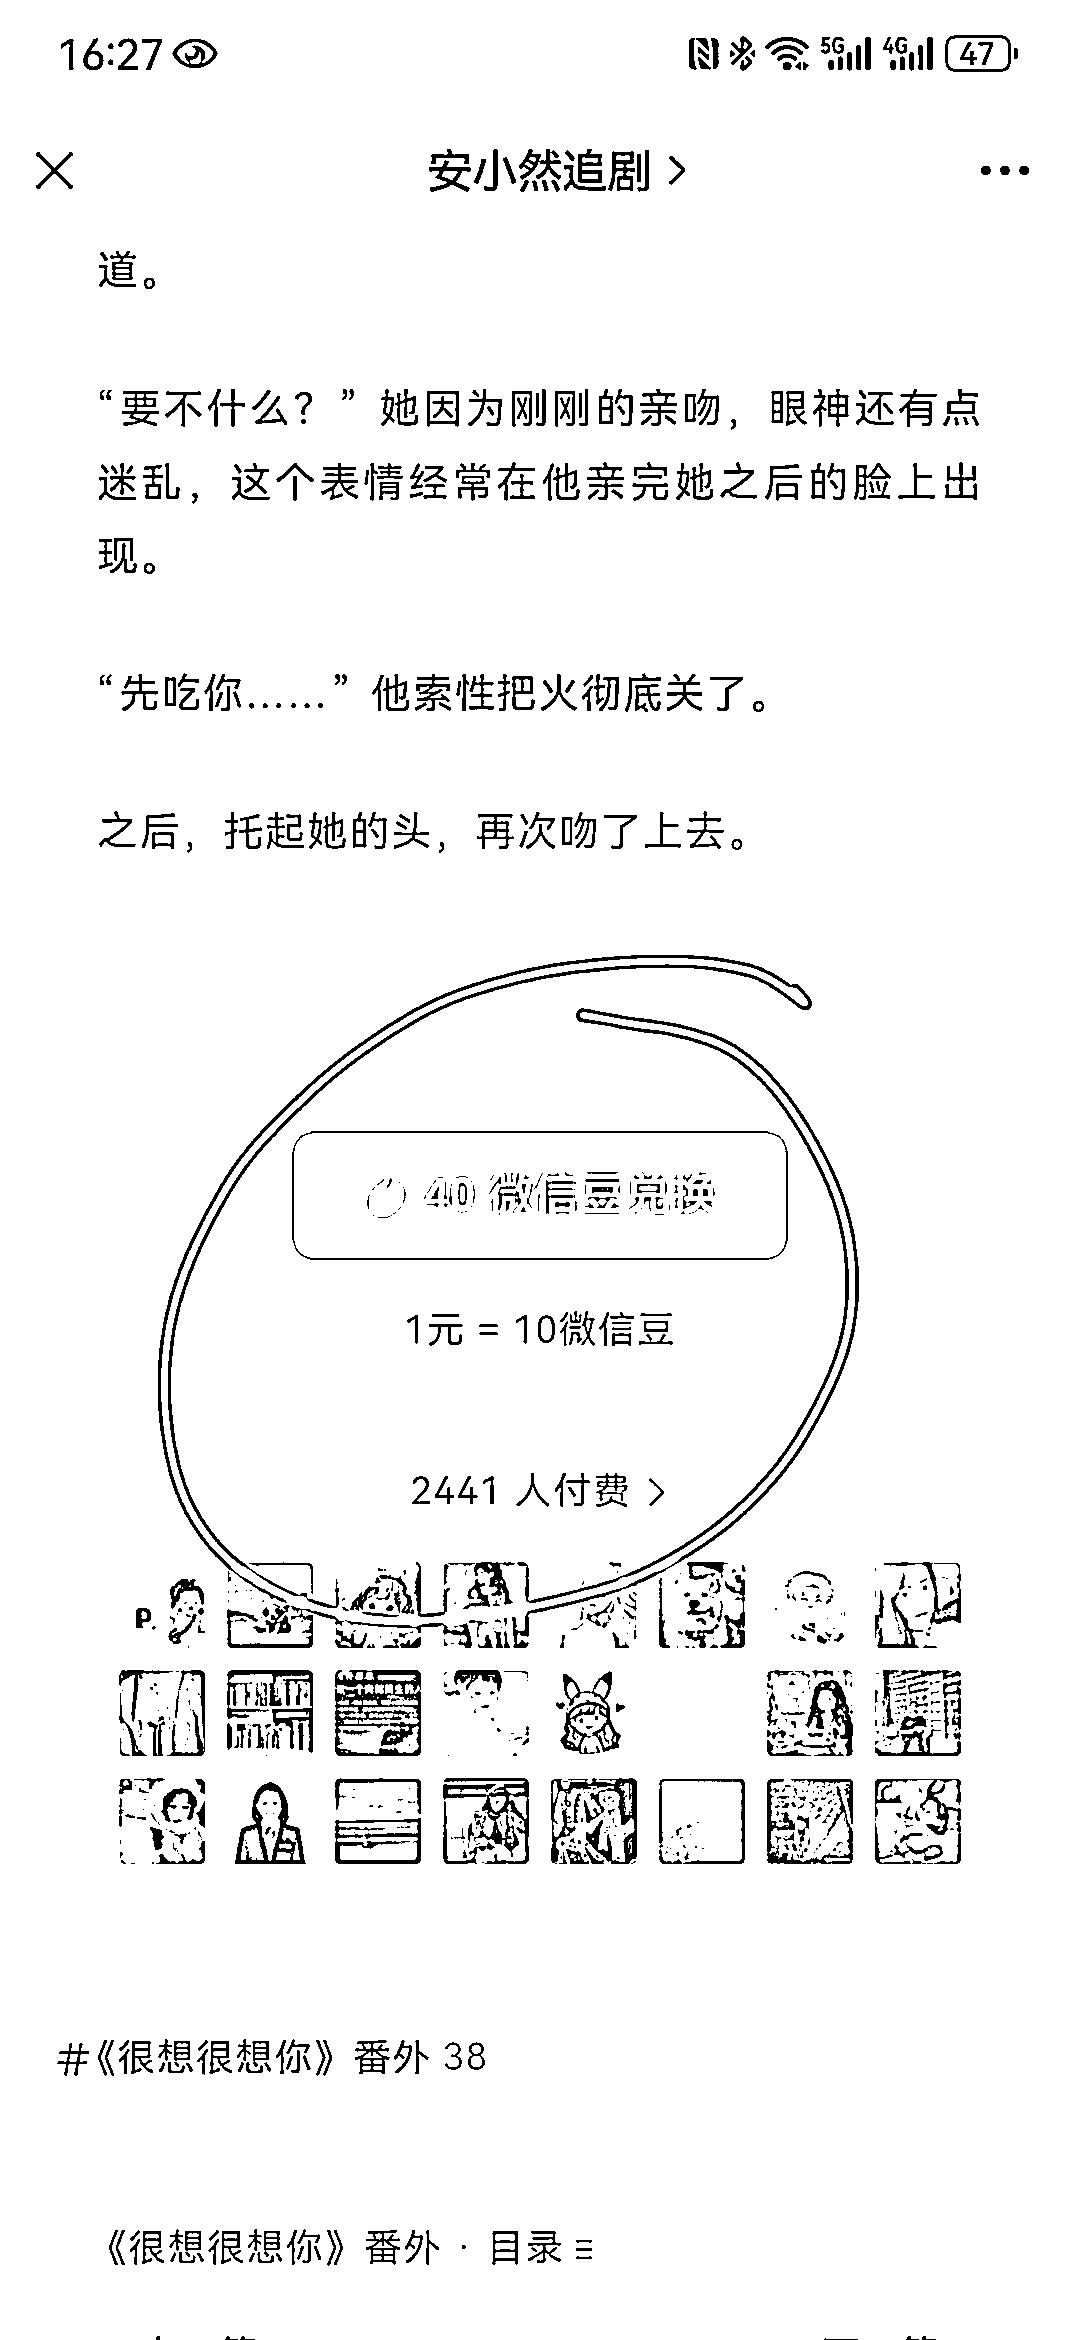 16:27 5G 4G 47
安小然追剧
道。
“要不什么？”她因为刚刚的亲吻，眼神还有点
迷乱，这个表情经常在他亲完她之后的脸上出
现。
“先吃你……”他索性把火彻底关了。
之后，托起她的头，再次吻了上去。
40 微信豆兑换
1元 = 10微信豆
2441 人付费
#《很想很想你》番外 38
《很想很想你》番外 · 目录